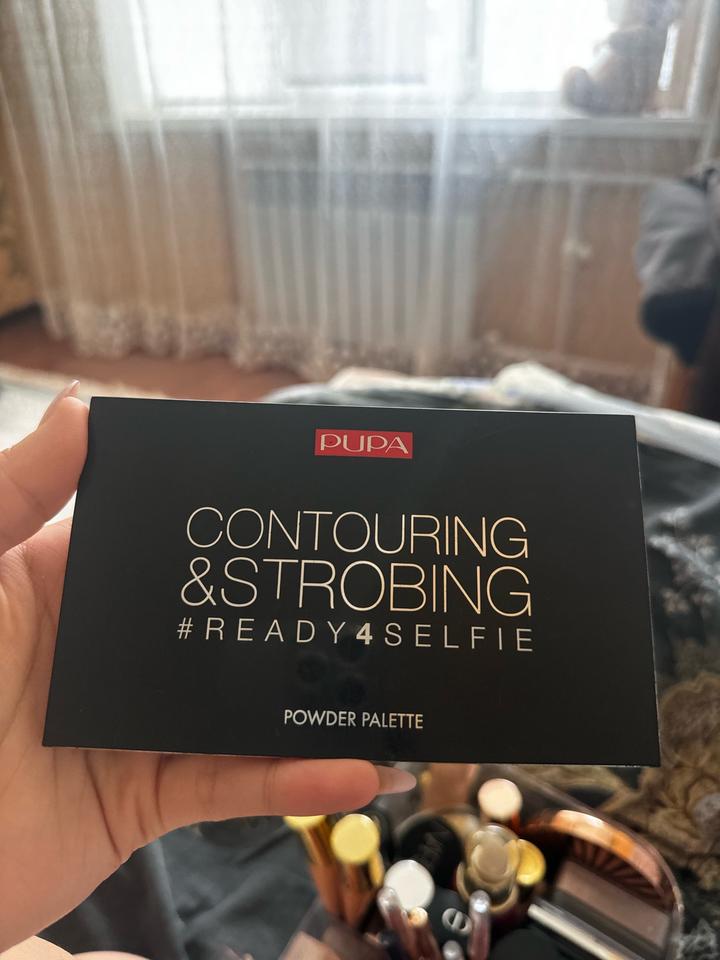 PUPA
CONTOURING
&STROBING
#READY4SELFIE
POWDER PALETTE